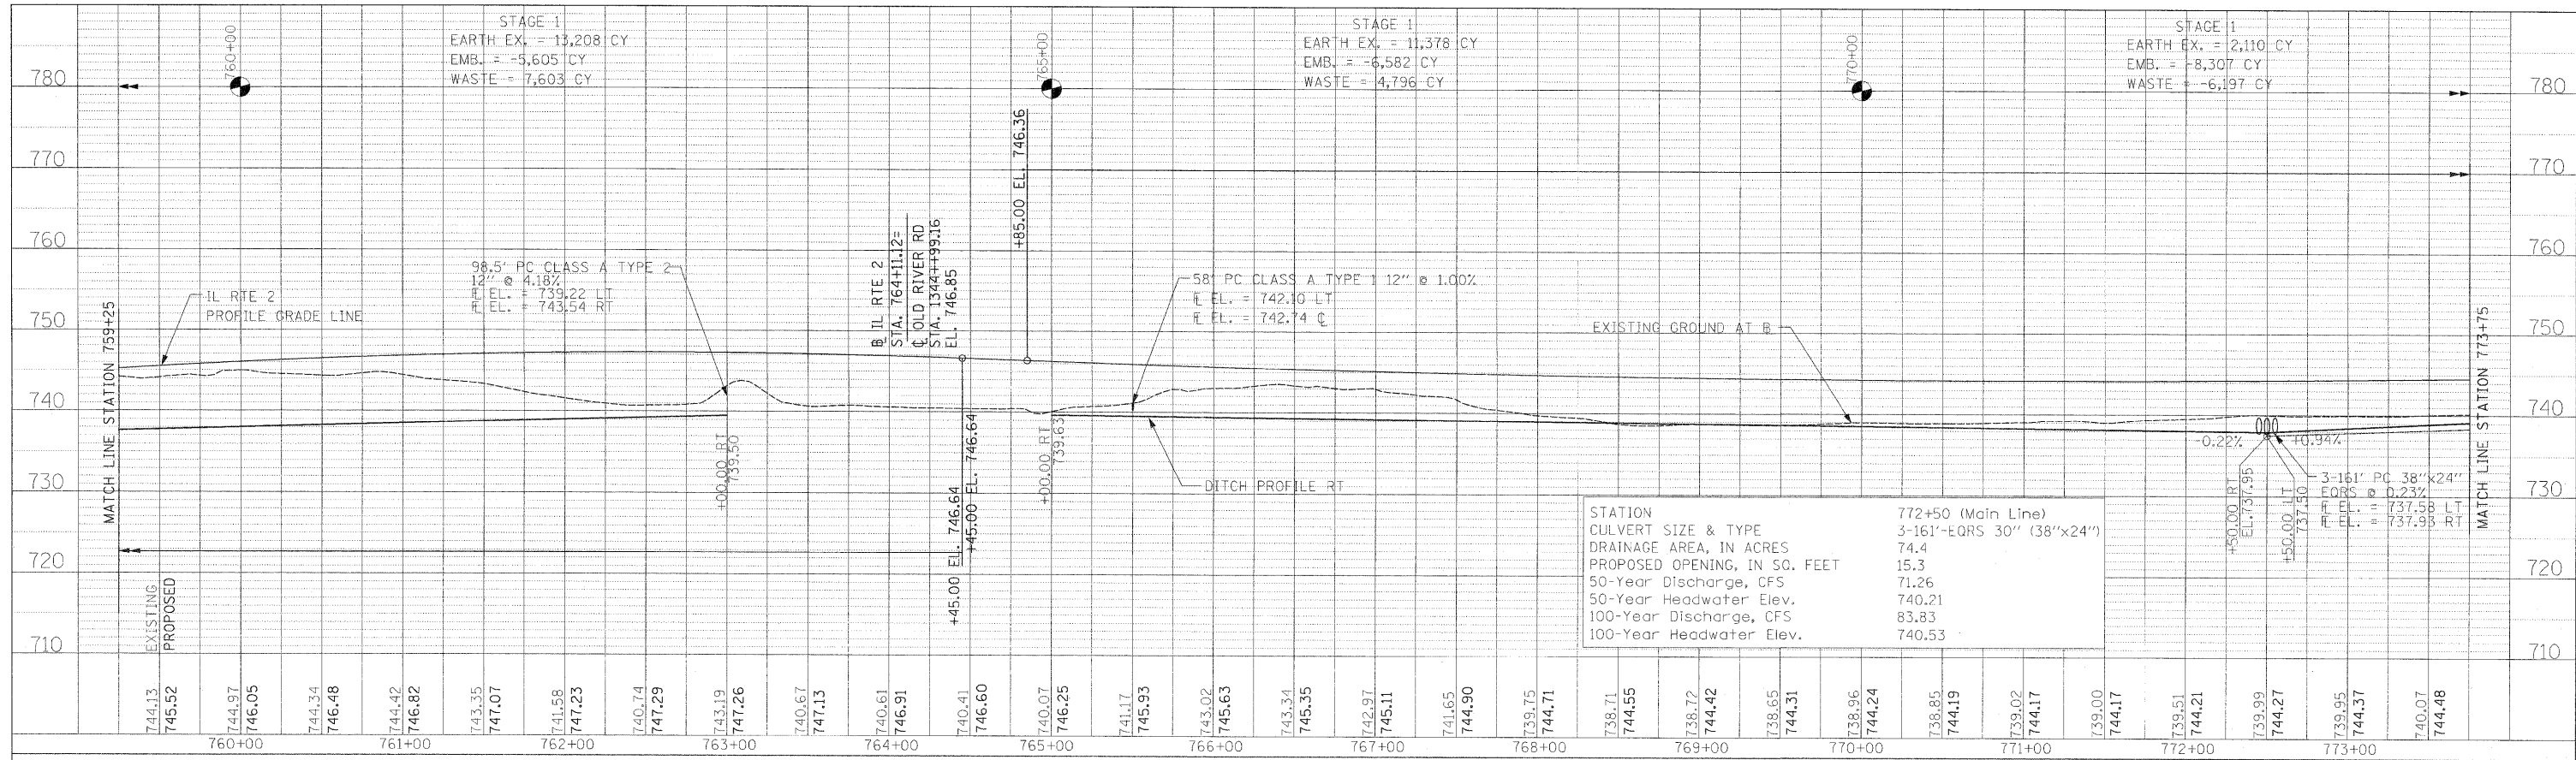 STAGE 1
EARTH EX. = 13,208 CY
EMB. = -5,605 CY
WASTE = 7,603 CY
STAGE 1
EARTH EX. = 11,378 CY
EMB. = -6,582 CY
WASTE = 4,796 CY
STAGE 1
EARTH EX. = 2,110 CY
EMB. = -8,307 CY
WASTE = -6,197 CY
760+00
765+00
770+00
780 780
770 770
760 760
750 750
740 740
730 730
720 720
710 710
MATCH LINE STATION 759+25
IL RTE 2
PROFILE GRADE LINE
98.5' PC CLASS A TYPE 2
12" @ 4.18%
FL EL. = 739.22 LT
FL EL. = 743.54 RT
+00.00 RT
739.50
B IL RTE 2
STA. 764+11.12=
℄ OLD RIVER RD
STA. 1344+99.16
EL. 746.85
+85.00 EL. 746.36
+45.00 EL. 746.64
+45.00 EL. 746.64
+00.00 RT
739.63
58' PC CLASS A TYPE 1 12" @ 1.00%
FL EL. = 742.10 LT
FL EL. = 742.74 ℄
DITCH PROFILE RT
EXISTING GROUND AT B
-0.22%
+0.94%
+50.00 RT
EL.737.95
+50.00 LT
737.50
3-161' PC 38"x24"
EQRS @ 0.23%
FL EL. = 737.58 LT
FL EL. = 737.93 RT
MATCH LINE STATION 773+75
STATION 772+50 (Main Line)
CULVERT SIZE & TYPE 3-161'-EQRS 30" (38"x24")
DRAINAGE AREA, IN ACRES 74.4
PROPOSED OPENING, IN SQ. FEET 15.3
50-Year Discharge, CFS 71.26
50-Year Headwater Elev. 740.21
100-Year Discharge, CFS 83.83
100-Year Headwater Elev. 740.53
EXISTING
PROPOSED
744.13
745.52
744.97
746.05
744.34
746.48
744.42
746.82
743.35
747.07
741.58
747.23
740.74
747.29
743.19
747.26
740.67
747.13
740.61
746.91
740.41
746.60
740.07
746.25
741.17
745.93
743.02
745.63
743.34
745.35
742.97
745.11
741.65
744.90
739.75
744.71
738.71
744.55
738.72
744.42
738.65
744.31
738.96
744.24
738.85
744.19
739.02
744.17
739.00
744.17
739.51
744.21
739.99
744.27
739.95
744.37
740.07
744.48
760+00 761+00 762+00 763+00 764+00 765+00 766+00 767+00 768+00 769+00 770+00 771+00 772+00 773+00